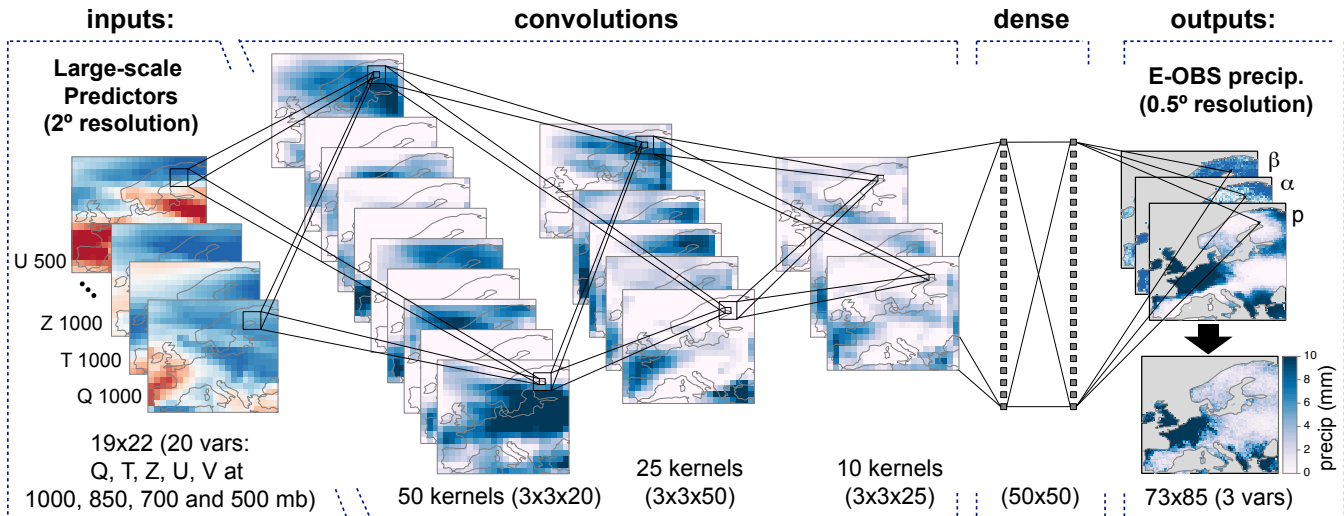 inputs:
convolutions
dense
outputs:
Large-scale
Predictors
(2º resolution)
E-OBS precip.
(0.5º resolution)
β
α
p
U 500
Z 1000
T 1000
Q 1000
10
8
6
4
2
0
precip (mm)
19x22 (20 vars:
Q, T, Z, U, V at
1000, 850, 700 and 500 mb)
50 kernels (3x3x20)
25 kernels
(3x3x50)
10 kernels
(3x3x25)
(50x50)
73x85 (3 vars)